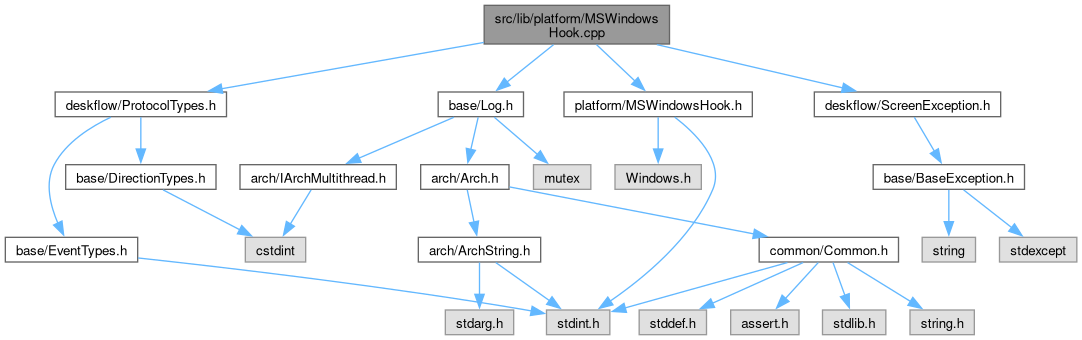 src/lib/platform/MSWindows
Hook.cpp
deskflow/ProtocolTypes.h
base/Log.h
platform/MSWindowsHook.h
deskflow/ScreenException.h
base/DirectionTypes.h
arch/IArchMultithread.h
arch/Arch.h
mutex
Windows.h
base/BaseException.h
base/EventTypes.h
cstdint
arch/ArchString.h
common/Common.h
string
stdexcept
stdarg.h
stdint.h
stddef.h
assert.h
stdlib.h
string.h